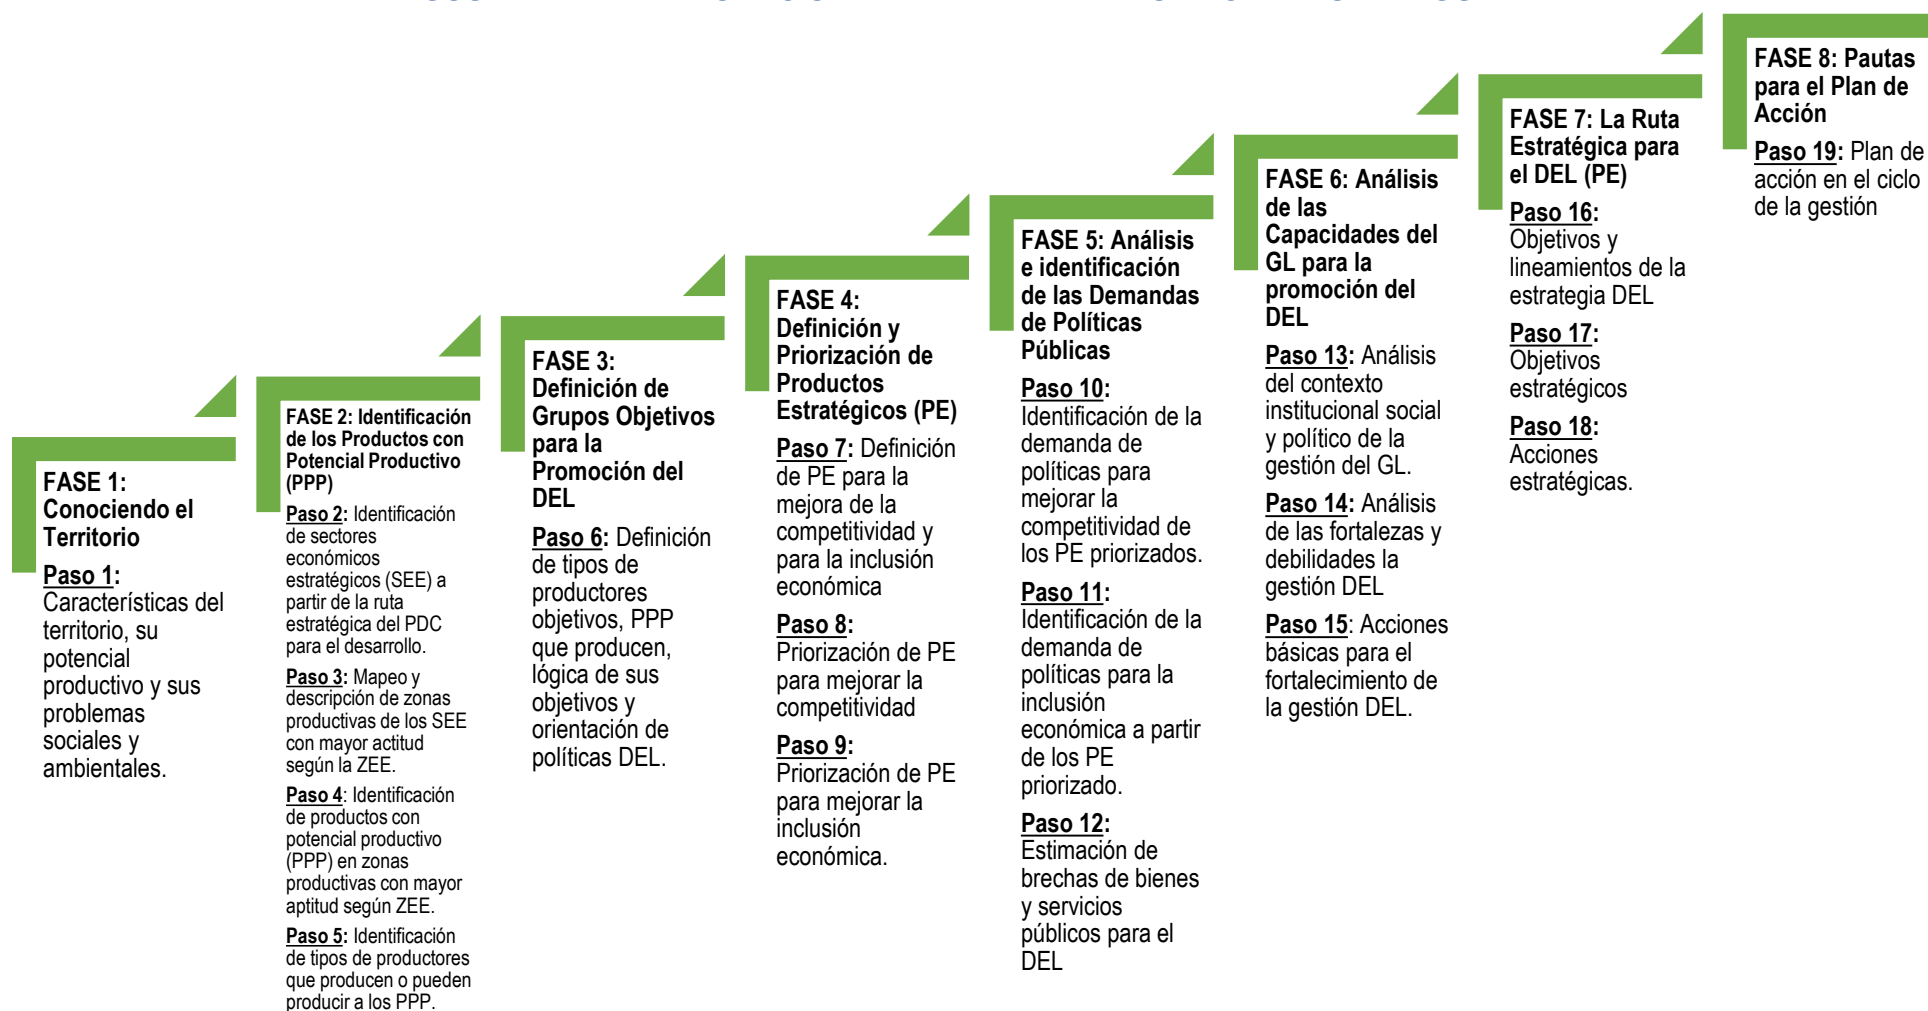 FASE 1:
Conociendo el
Territorio
Paso 1:
Características del
territorio, su
potencial
productivo y sus
problemas
sociales y
ambientales.
FASE 2: Identificación
de los Productos con
Potencial Productivo
(PPP)
Paso 2: Identificación
de sectores
económicos
estratégicos (SEE) a
partir de la ruta
estratégica del PDC
para el desarrollo.
Paso 3: Mapeo y
descripción de zonas
productivas de los SEE
con mayor actitud
según la ZEE.
Paso 4: Identificación
de productos con
potencial productivo
(PPP) en zonas
productivas con mayor
aptitud según ZEE.
Paso 5: Identificación
de tipos de productores
que producen o pueden
producir a los PPP.
FASE 3:
Definición de
Grupos Objetivos
para la
Promoción del
DEL
Paso 6: Definición
de tipos de
productores
objetivos, PPP
que producen,
lógica de sus
objetivos y
orientación de
políticas DEL.
FASE 4:
Definición y
Priorización de
Productos
Estratégicos (PE)
Paso 7: Definición
de PE para la
mejora de la
competitividad y
para la inclusión
económica
Paso 8:
Priorización de PE
para mejorar la
competitividad
Paso 9:
Priorización de PE
para mejorar la
inclusión
económica.
FASE 5: Análisis
e identificación
de las Demandas
de Políticas
Públicas
Paso 10:
Identificación de la
demanda de
políticas para
mejorar la
competitividad de
los PE priorizados.
Paso 11:
Identificación de la
demanda de
políticas para la
inclusión
económica a partir
de los PE
priorizado.
Paso 12:
Estimación de
brechas de bienes
y servicios
públicos para el
DEL
FASE 6: Análisis
de las
Capacidades del
GL para la
promoción del
DEL
Paso 13: Análisis
del contexto
institucional social
y político de la
gestión del GL.
Paso 14: Análisis
de las fortalezas y
debilidades la
gestión DEL
Paso 15: Acciones
básicas para el
fortalecimiento de
la gestión DEL.
FASE 7: La Ruta
Estratégica para
el DEL (PE)
Paso 16:
Objetivos y
lineamientos de la
estrategia DEL
Paso 17:
Objetivos
estratégicos
Paso 18:
Acciones
estratégicas.
FASE 8: Pautas
para el Plan de
Acción
Paso 19: Plan de
acción en el ciclo
de la gestión